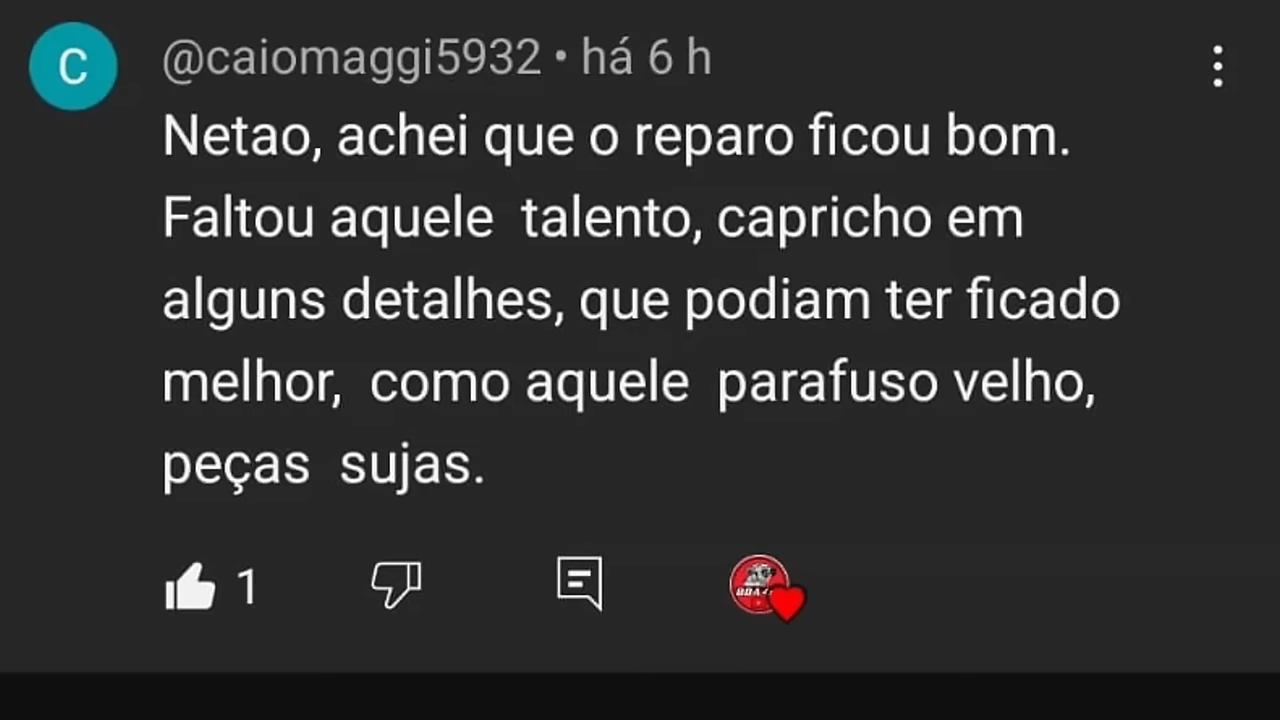 C
@caiomaggi5932 • há 6 h
Netao, achei que o reparo ficou bom.
Faltou aquele talento, capricho em
alguns detalhes, que podiam ter ficado
melhor, como aquele parafuso velho,
peças sujas.
1